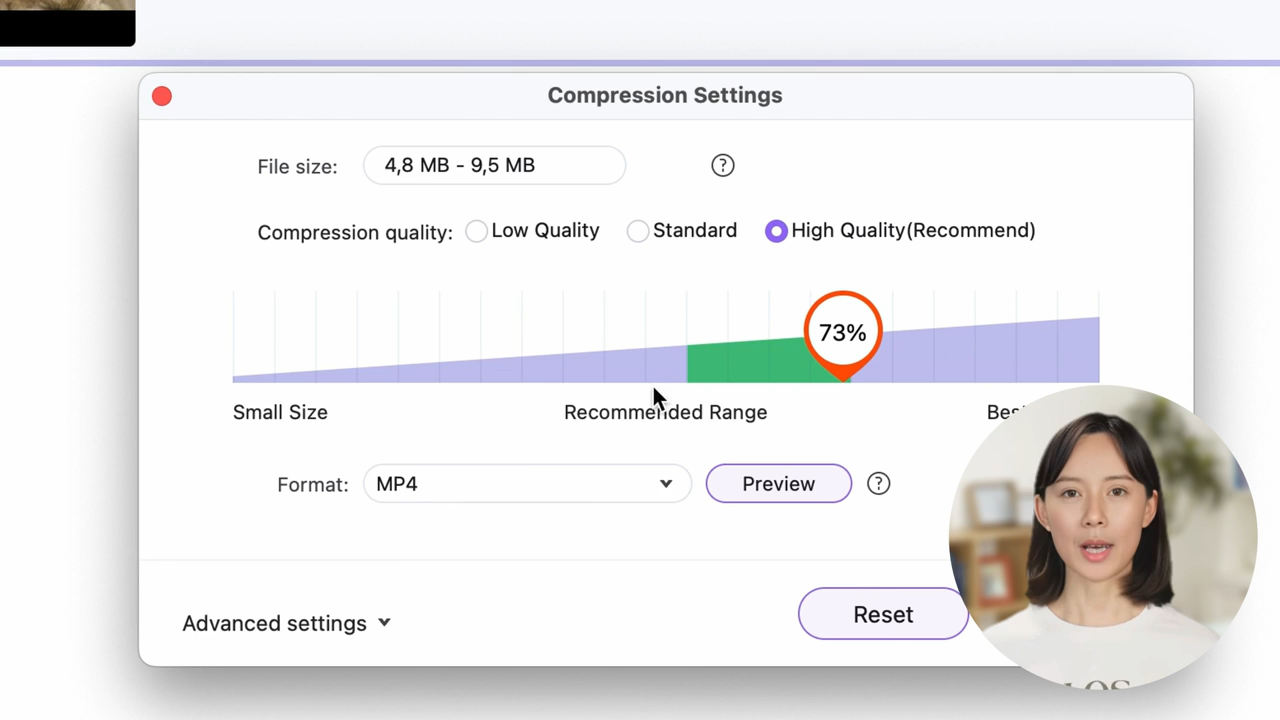 Compression Settings
File size: 4,8 MB - 9,5 MB ?
Compression quality: Low Quality Standard High Quality(Recommend)
73%
Small Size Recommended Range
Format: MP4 Preview ?
Advanced settings Reset